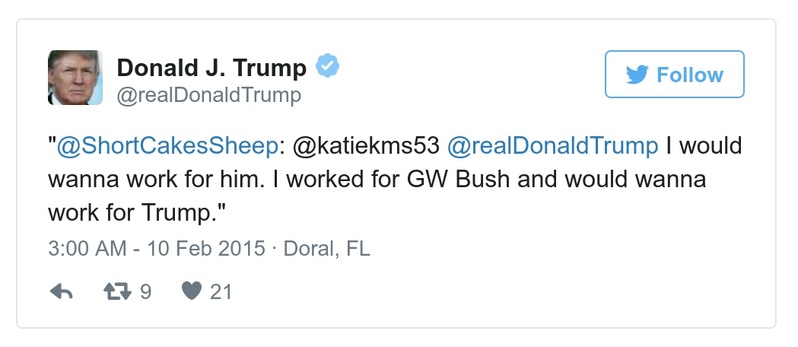 Donald J. Trump
@realDonaldTrump
Follow
"@ShortCakesSheep: @katiekms53 @realDonaldTrump I would
wanna work for him. I worked for GW Bush and would wanna
work for Trump."
3:00 AM - 10 Feb 2015 · Doral, FL
9 21